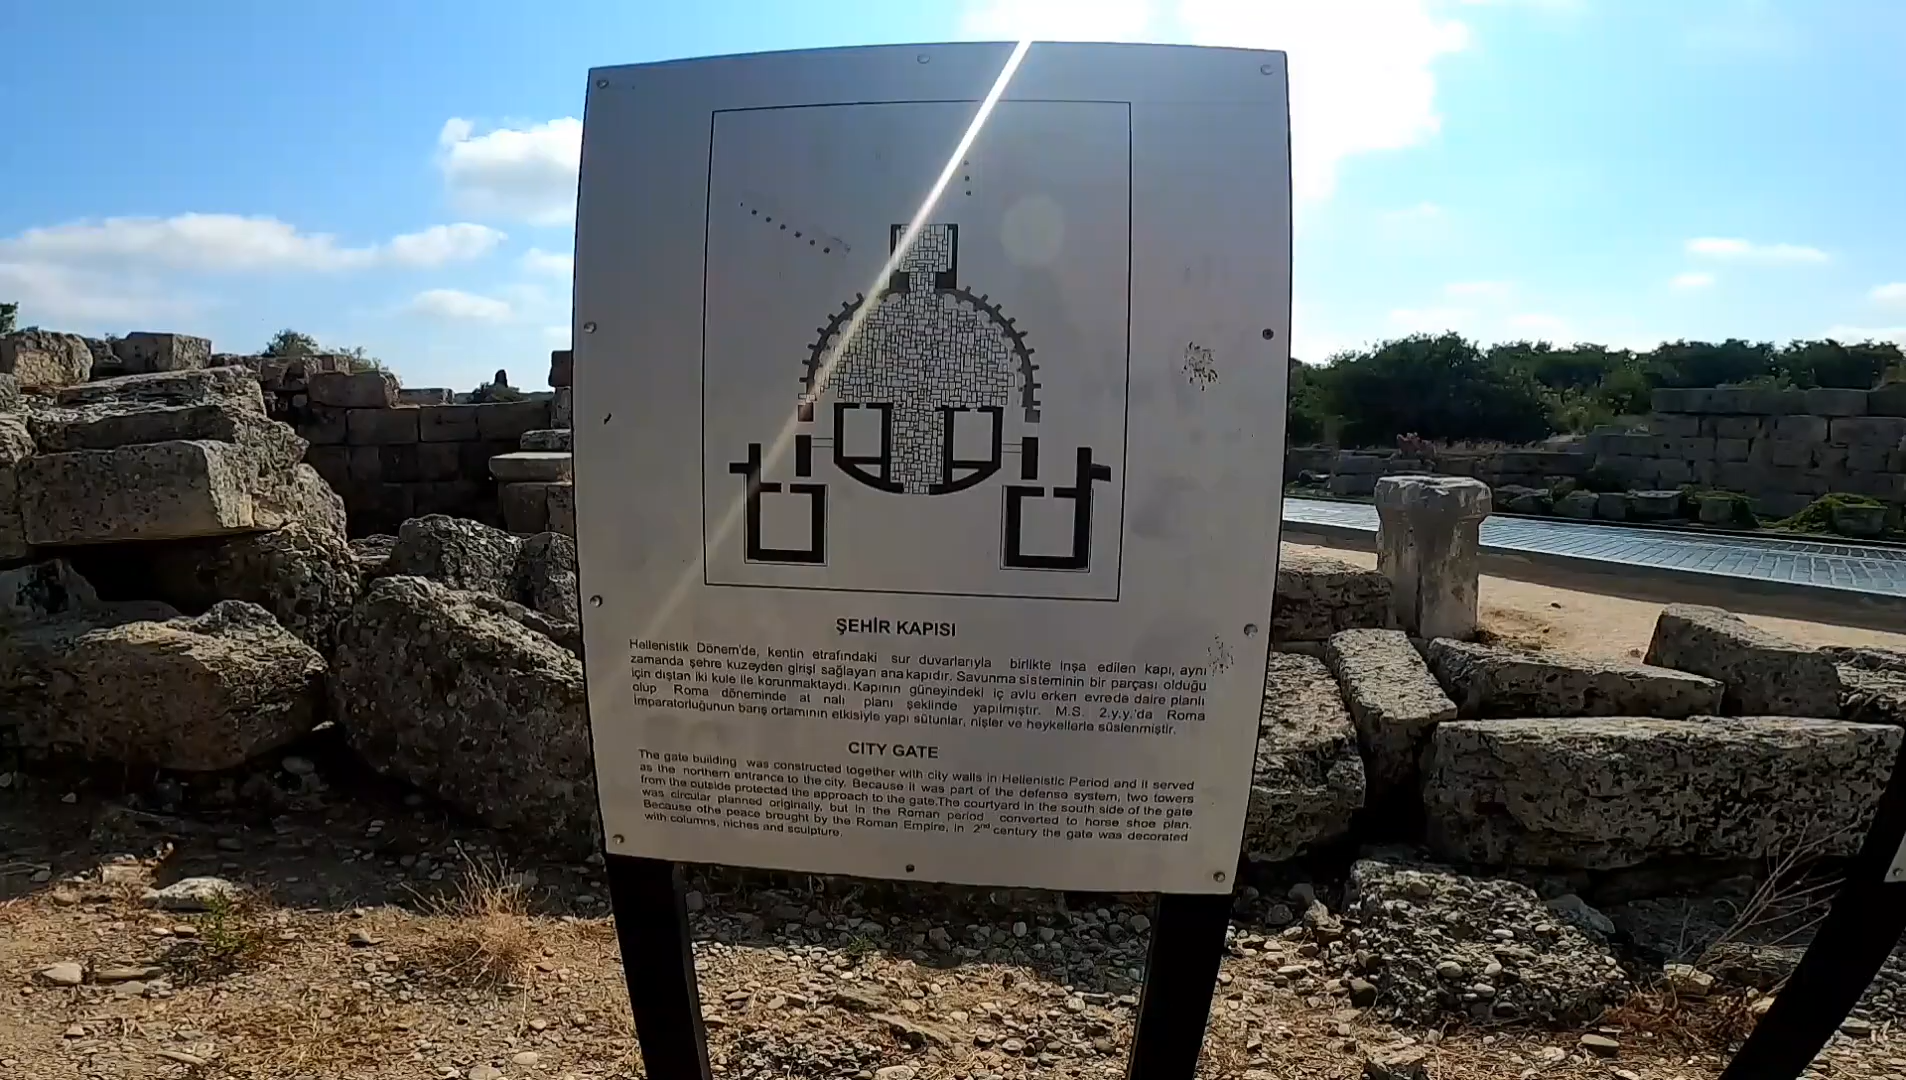 ŞEHİR KAPISI
Hellenistik Dönem'de, kentin etrafındaki sur duvarlarıyla birlikte inşa edilen kapı, aynı
zamanda şehre kuzeyden girişi sağlayan ana kapıdır. Savunma sisteminin bir parçası olduğu
için dıştan iki kule ile korunmaktaydı. Kapının güneyindeki iç avlu erken evrede daire planlı
olup Roma döneminde at nalı planı şeklinde yapılmıştır. M.S. 2.y.y.'da Roma
imparatorluğunun barış ortamının etkisiyle yapı sütunlar, nişler ve heykellerle süslenmiştir.
CITY GATE
The gate building was constructed together with city walls in Hellenistic Period and it served
as the northern entrance to the city. Because it was part of the defense system, two towers
from the outside protected the approach to the gate.The courtyard in the south side of the gate
was circular planned originally, but in the Roman period converted to horse shoe plan.
Because othe peace brought by the Roman Empire, in 2nd century the gate was decorated
with columns, niches and sculpture.